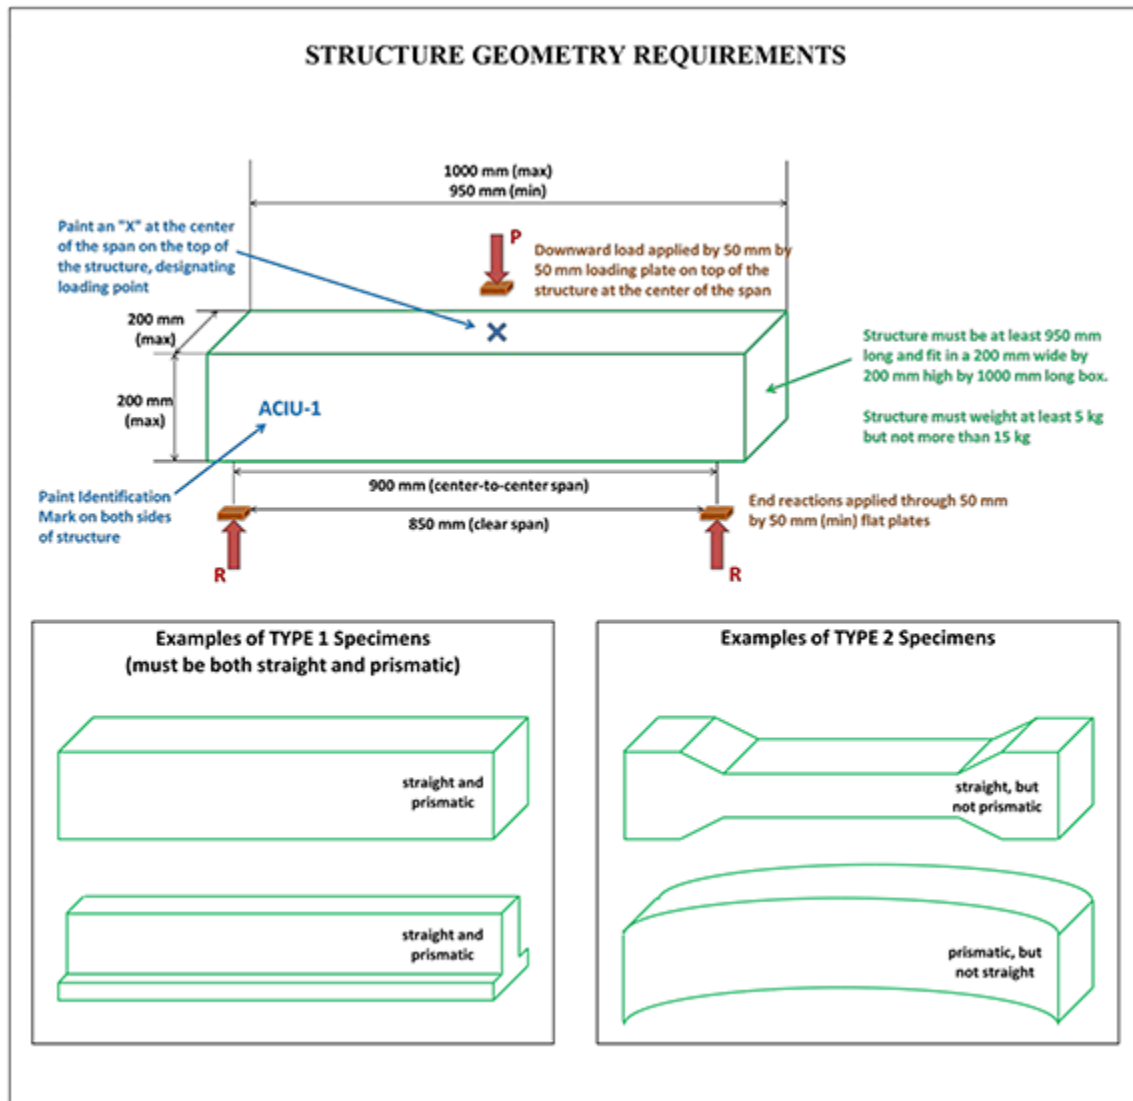 STRUCTURE GEOMETRY REQUIREMENTS
1000 mm (max)
950 mm (min)
Paint an "X" at the center
of the span on the top of
the structure, designating
loading point
P
Downward load applied by 50 mm by
50 mm loading plate on top of the
structure at the center of the span
200 mm
(max)
Structure must be at least 950 mm
long and fit in a 200 mm wide by
200 mm high by 1000 mm long box.
Structure must weight at least 5 kg
but not more than 15 kg
200 mm
(max)
ACIU-1
900 mm (center-to-center span)
Paint Identification
Mark on both sides
of structure
850 mm (clear span)
End reactions applied through 50 mm
by 50 mm (min) flat plates
R
R
Examples of TYPE 1 Specimens
(must be both straight and prismatic)
straight and
prismatic
straight and
prismatic
Examples of TYPE 2 Specimens
straight, but
not prismatic
prismatic, but
not straight